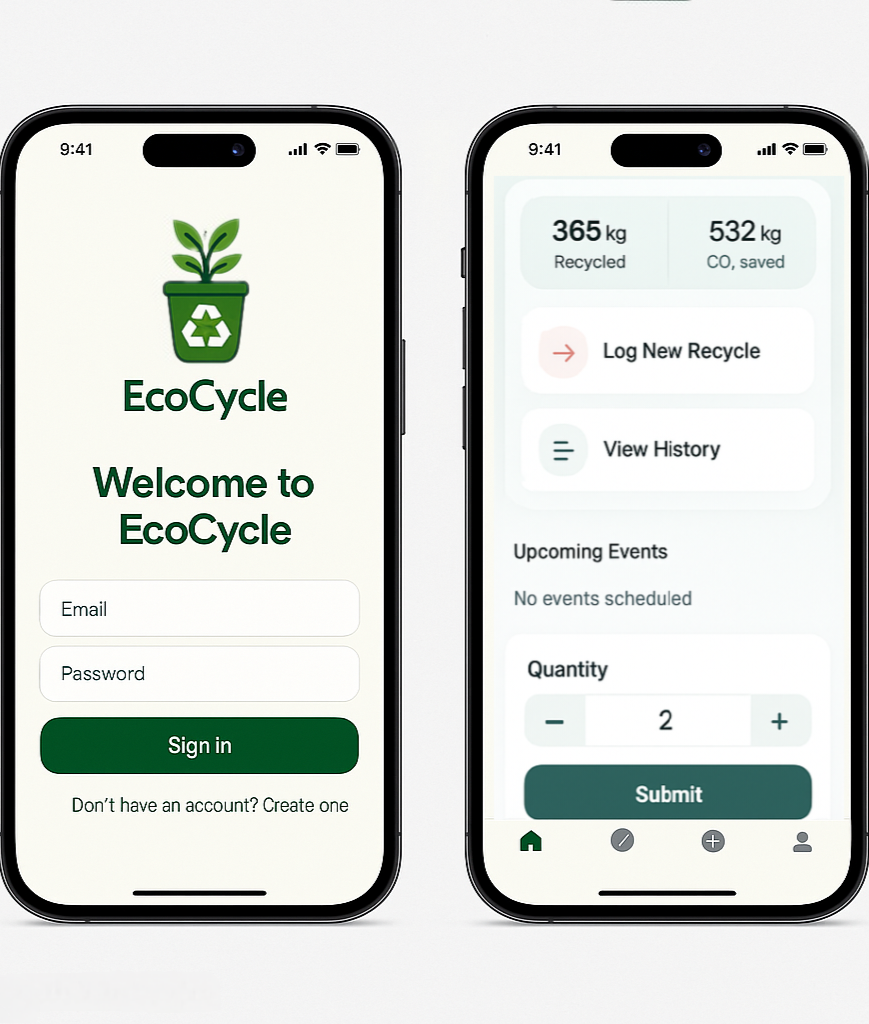 9:41
EcoCycle
Welcome to
EcoCycle
Email
Password
Sign in
Don’t have an account? Create one
9:41
365 kg
Recycled
532 kg
CO, saved
Log New Recycle
View History
Upcoming Events
No events scheduled
Quantity
− 2 +
Submit